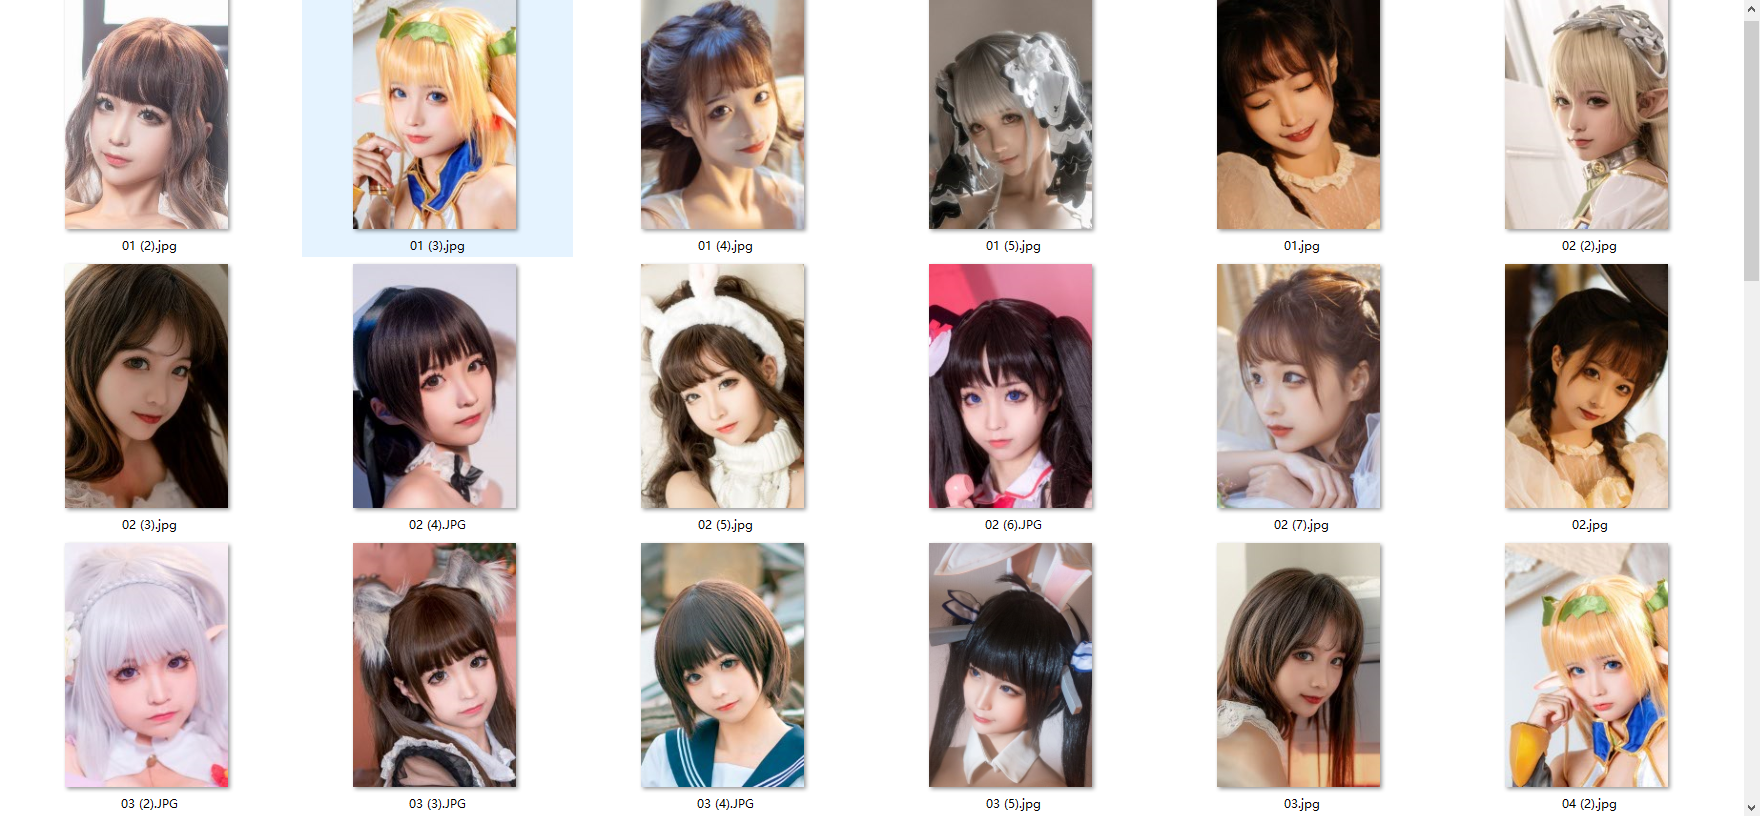 01 (2).jpg
01 (3).jpg
01 (4).jpg
01 (5).jpg
01.jpg
02 (2).jpg
02 (3).jpg
02 (4).JPG
02 (5).jpg
02 (6).JPG
02 (7).jpg
02.jpg
03 (2).JPG
03 (3).JPG
03 (4).JPG
03 (5).jpg
03.jpg
04 (2).jpg